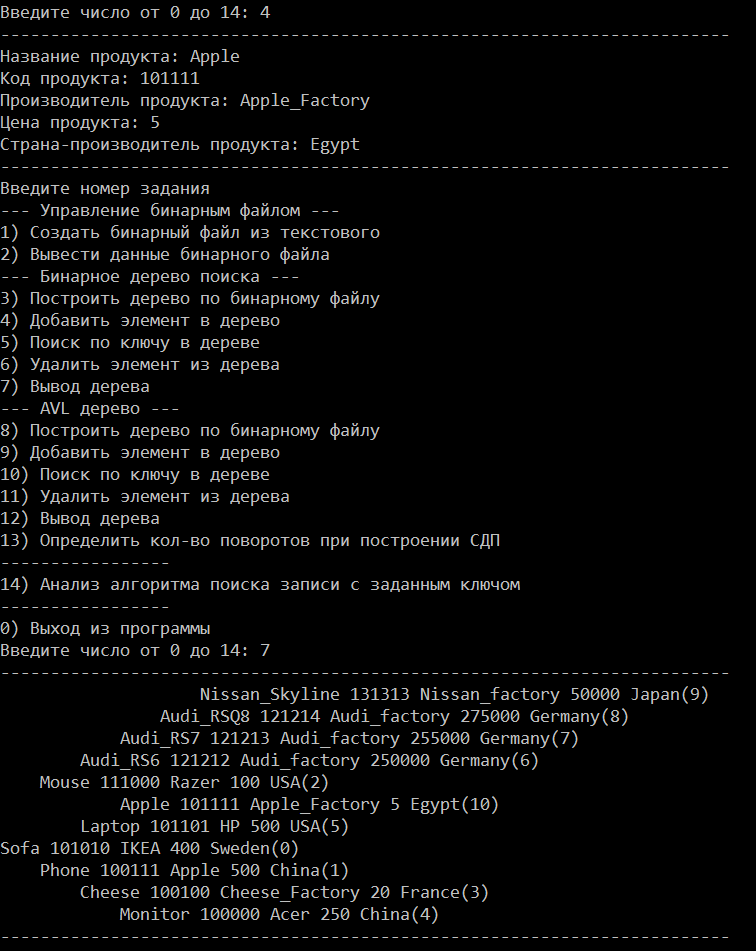 Введите число от 0 до 14: 4
-------------------------------------------------------------------------
Название продукта: Apple
Код продукта: 101111
Производитель продукта: Apple_Factory
Цена продукта: 5
Страна-производитель продукта: Egypt
-------------------------------------------------------------------------
Введите номер задания
--- Управление бинарным файлом ---
1) Создать бинарный файл из текстового
2) Вывести данные бинарного файла
--- Бинарное дерево поиска ---
3) Построить дерево по бинарному файлу
4) Добавить элемент в дерево
5) Поиск по ключу в дереве
6) Удалить элемент из дерева
7) Вывод дерева
--- AVL дерево ---
8) Построить дерево по бинарному файлу
9) Добавить элемент в дерево
10) Поиск по ключу в дереве
11) Удалить элемент из дерева
12) Вывод дерева
13) Определить кол-во поворотов при построении СДП
-----------------
14) Анализ алгоритма поиска записи с заданным ключом
-----------------
0) Выход из программы
Введите число от 0 до 14: 7
-------------------------------------------------------------------------
                    Nissan_Skyline 131313 Nissan_factory 50000 Japan(9)
                Audi_RSQ8 121214 Audi_factory 275000 Germany(8)
            Audi_RS7 121213 Audi_factory 255000 Germany(7)
        Audi_RS6 121212 Audi_factory 250000 Germany(6)
    Mouse 111000 Razer 100 USA(2)
            Apple 101111 Apple_Factory 5 Egypt(10)
        Laptop 101101 HP 500 USA(5)
Sofa 101010 IKEA 400 Sweden(0)
    Phone 100111 Apple 500 China(1)
        Cheese 100100 Cheese_Factory 20 France(3)
            Monitor 100000 Acer 250 China(4)
-------------------------------------------------------------------------